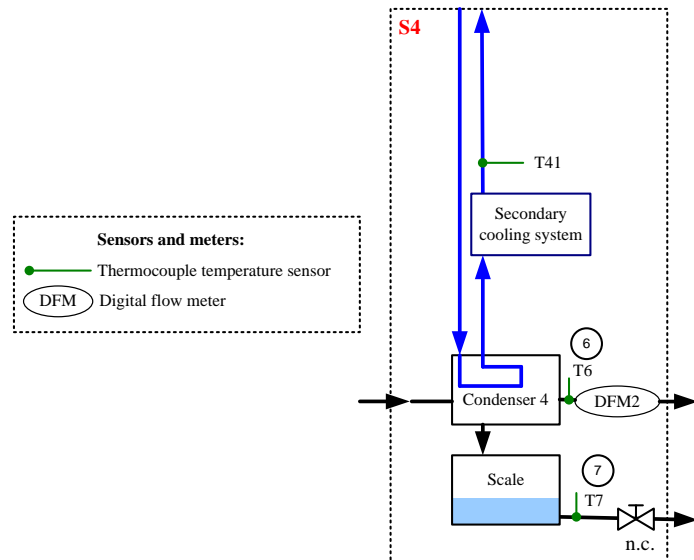 S4
T41
Secondary
cooling system
Sensors and meters:
Thermocouple temperature sensor
DFM
Digital flow meter
6
T6
Condenser 4
DFM2
Scale
7
T7
n.c.